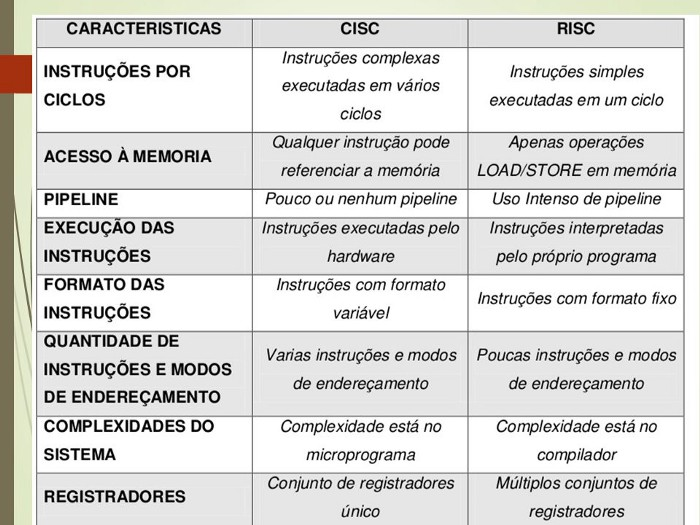 CARACTERISTICAS CISC RISC
INSTRUÇÕES POR
CICLOS
Instruções complexas
executadas em vários
ciclos
Instruções simples
executadas em um ciclo
ACESSO À MEMORIA
Qualquer instrução pode
referenciar a memória
Apenas operações
LOAD/STORE em memória
PIPELINE
Pouco ou nenhum pipeline
Uso Intenso de pipeline
EXECUÇÃO DAS
INSTRUÇÕES
Instruções executadas pelo
hardware
Instruções interpretadas
pelo próprio programa
FORMATO DAS
INSTRUÇÕES
Instruções com formato
variável
Instruções com formato fixo
QUANTIDADE DE
INSTRUÇÕES E MODOS
DE ENDEREÇAMENTO
Varias instruções e modos
de endereçamento
Poucas instruções e modos
de endereçamento
COMPLEXIDADES DO
SISTEMA
Complexidade está no
microprograma
Complexidade está no
compilador
REGISTRADORES
Conjunto de registradores
único
Múltiplos conjuntos de
registradores